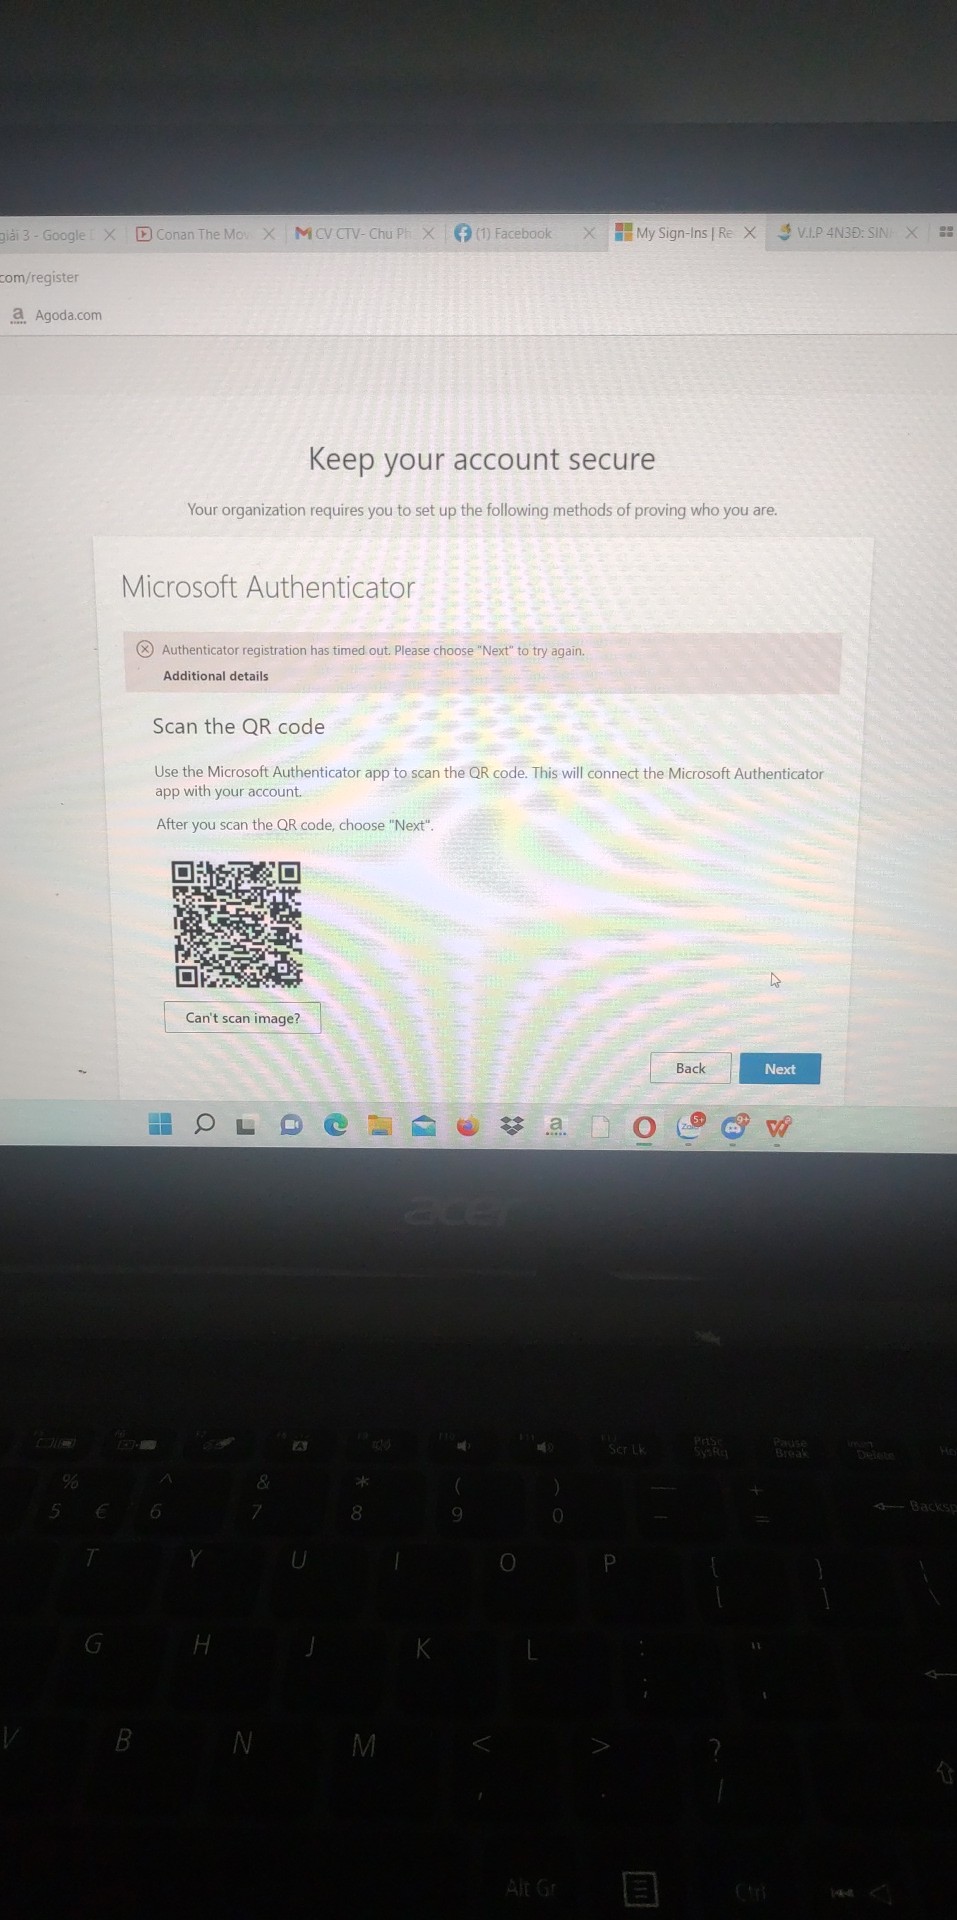 giải 3 - Google
Conan The Mov
CV CTV- Chu Ph
(1) Facebook
My Sign-Ins | Re
V.I.P 4N3Đ: SIN
com/register
a Agoda.com
Keep your account secure
Your organization requires you to set up the following methods of proving who you are.
Microsoft Authenticator
Authenticator registration has timed out. Please choose "Next" to try again.
Additional details
Scan the QR code
Use the Microsoft Authenticator app to scan the QR code. This will connect the Microsoft Authenticator
app with your account.
After you scan the QR code, choose "Next".
Can't scan image?
Back
Next
a
Zalo
5+
9+
acer
Scr Lk
PrtSc
SysRq
Pause
Break
Delete
% ^ & * ( ) — +
5 € 6 7 8 9 0 – =
Backsp
T Y U I O P { }
[ ] \
G H J K L : "
; '
V B N M < > ?
, . /
Alt Gr
Ctrl